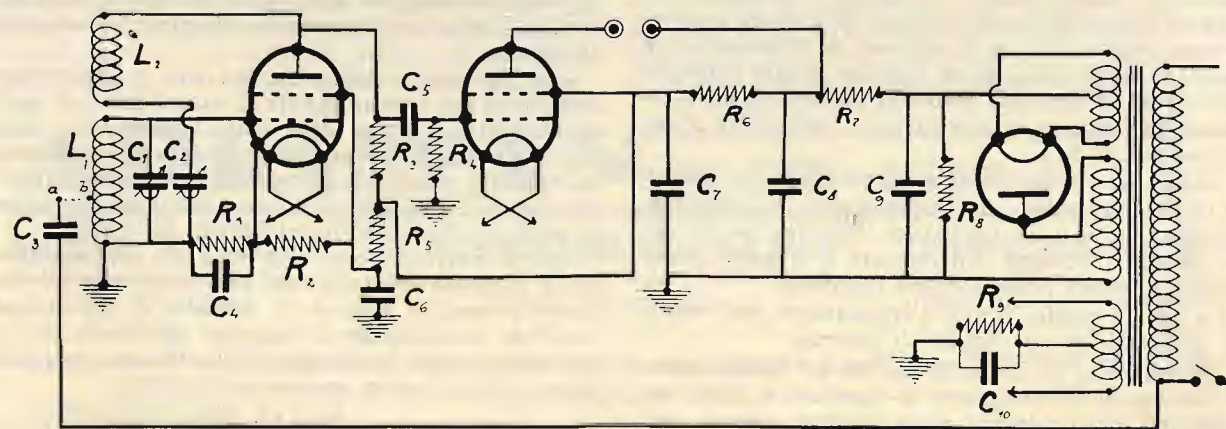 L₂
C₅
R₆
R₇
L₁
C₁
C₂
R₃
R₄
a
b
C₃
C₇
C₈
C₉
R₈
R₁
R₅
R₂
C₄
C₆
R₉
C₁₀